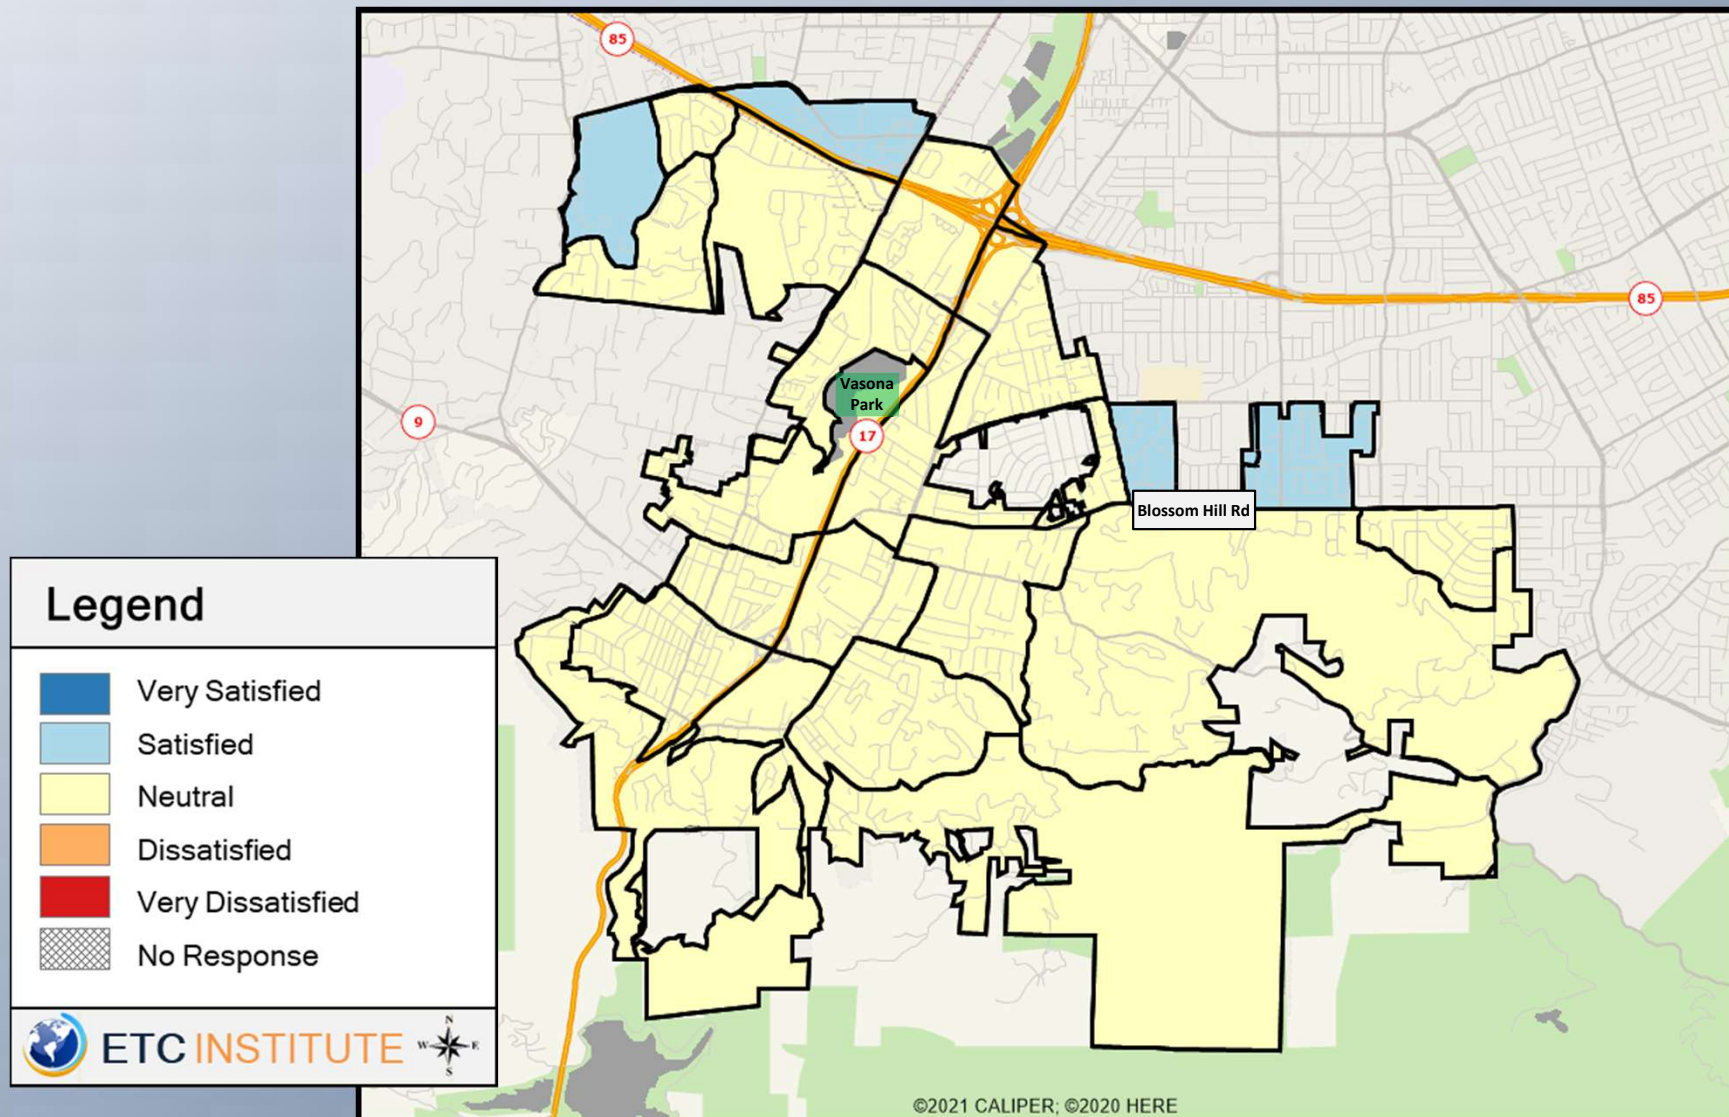 85
85
9
Vasona
Park
17
Blossom Hill Rd
Legend
Very Satisfied
Satisfied
Neutral
Dissatisfied
Very Dissatisfied
No Response
ETC INSTITUTE
N
W E
S
©2021 CALIPER; ©2020 HERE